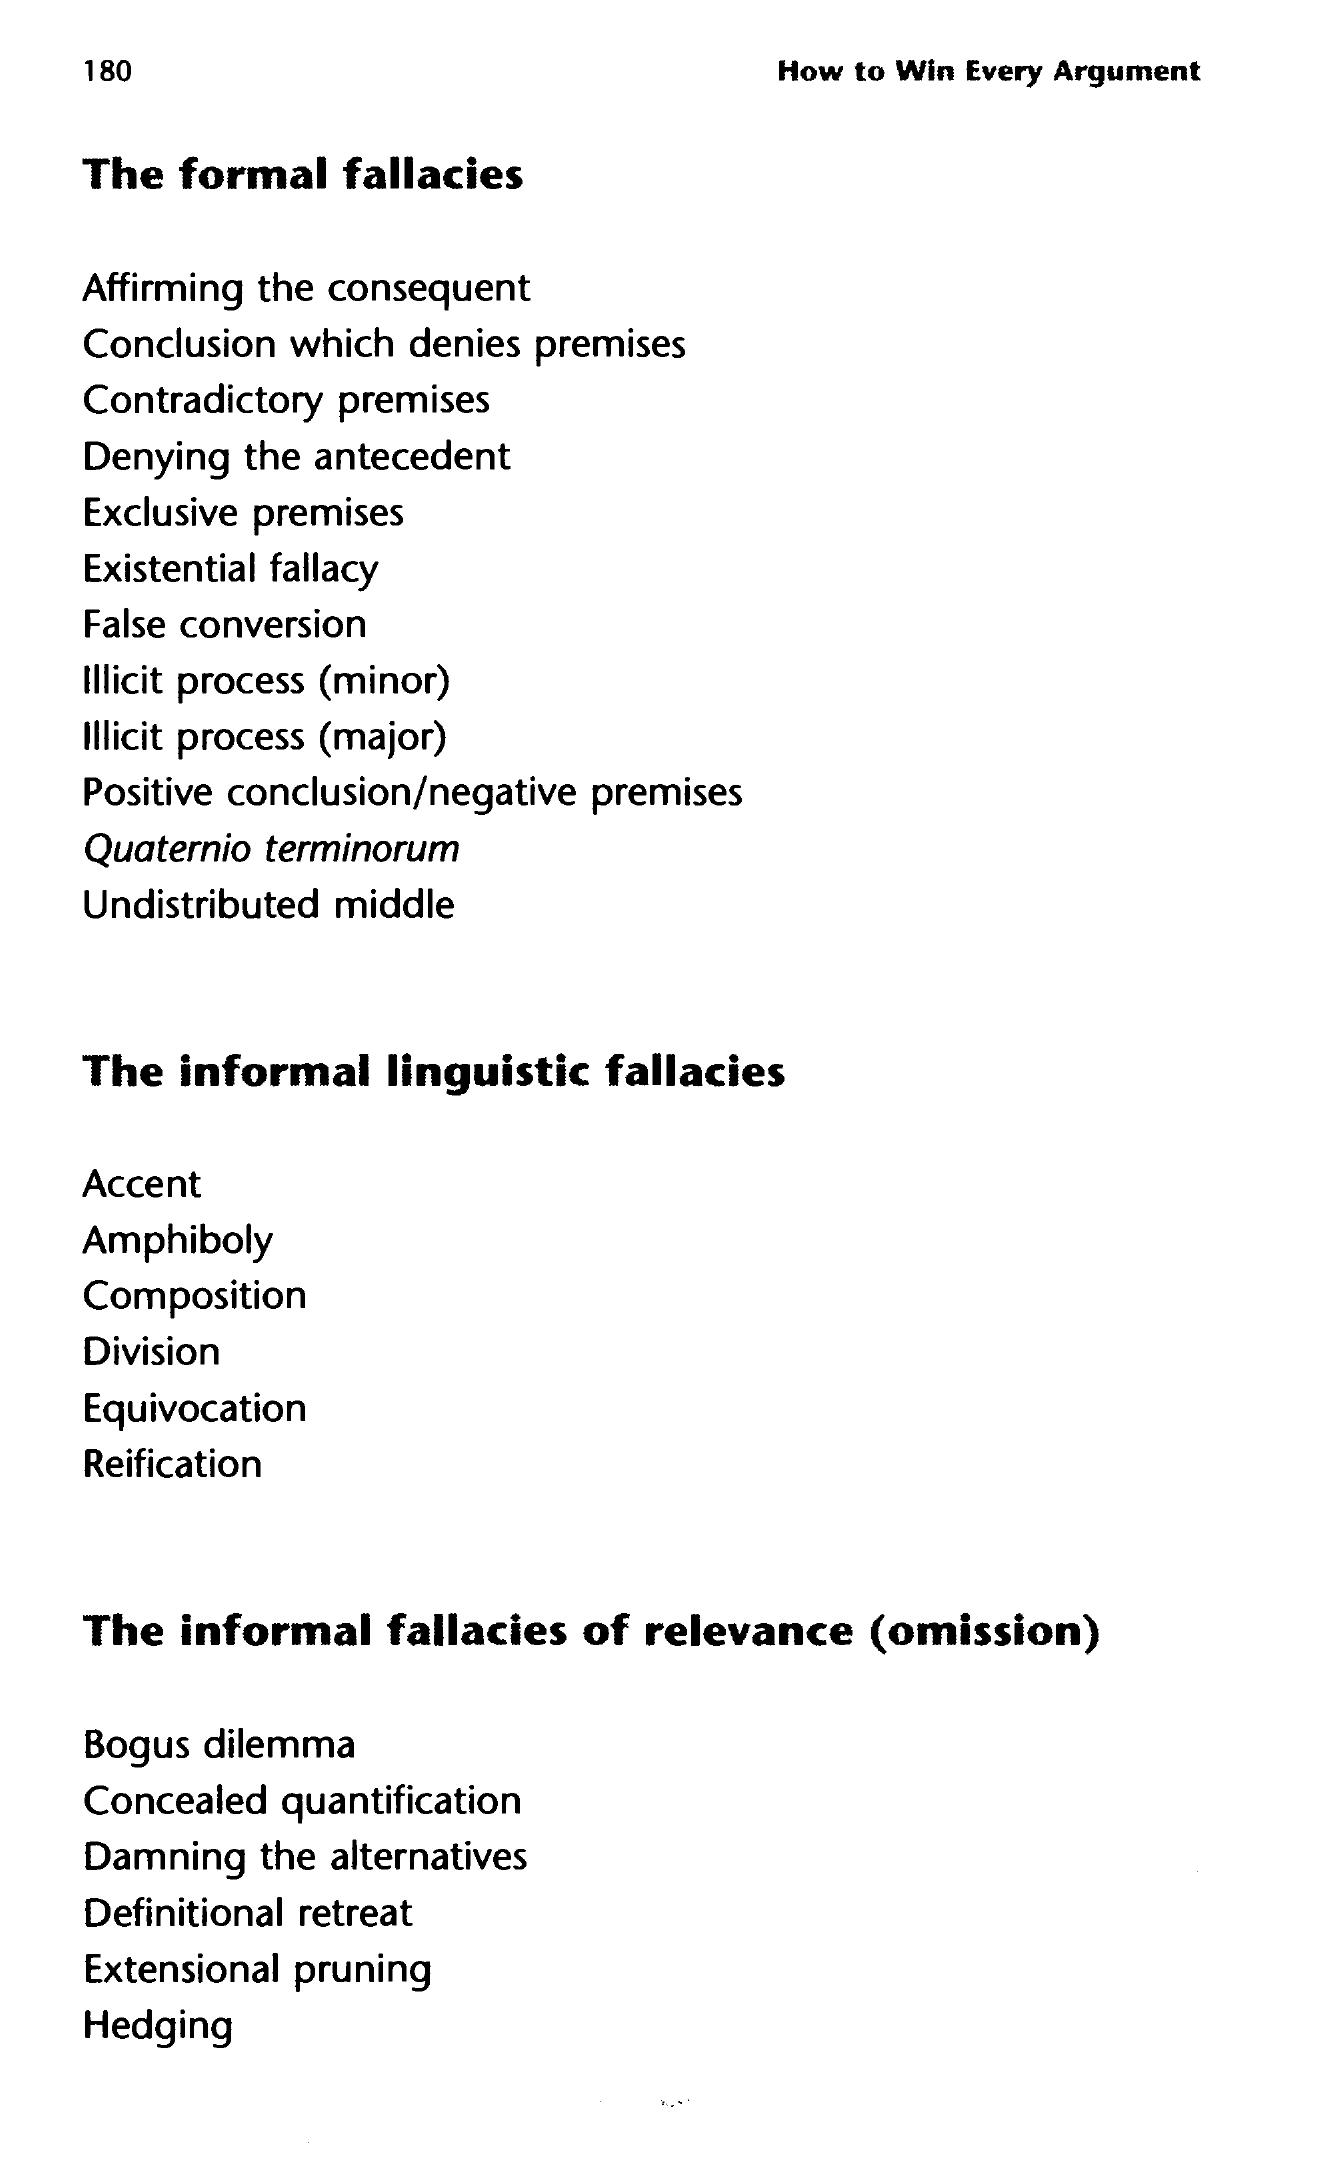 180 How to Win Every Argument
The formal fallacies
Affirming the consequent
Conclusion which denies premises
Contradictory premises
Denying the antecedent
Exclusive premises
Existential fallacy
False conversion
Illicit process (minor)
Illicit process (major)
Positive conclusion/negative premises
Quaternio terminorum
Undistributed middle
The informal linguistic fallacies
Accent
Amphiboly
Composition
Division
Equivocation
Reification
The informal fallacies of relevance (omission)
Bogus dilemma
Concealed quantification
Damning the alternatives
Definitional retreat
Extensional pruning
Hedging